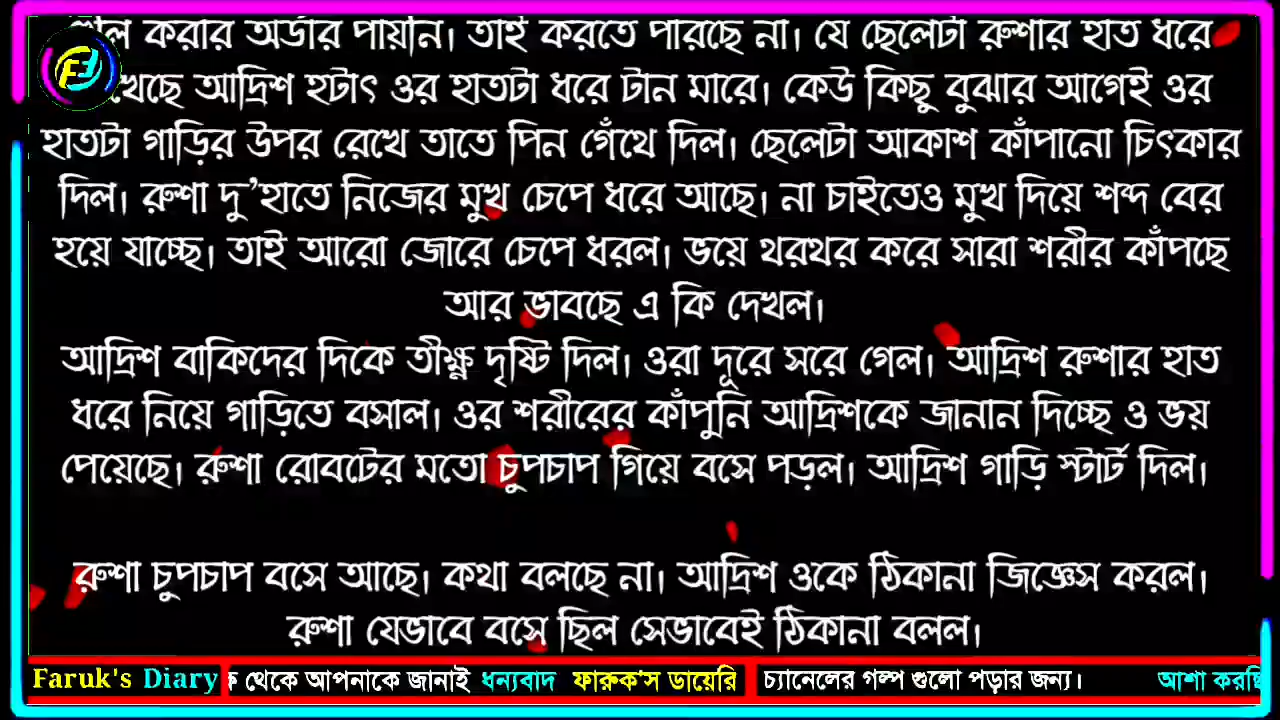 করার অর্ডার পায়নি। তাই করতে পারছে না। যে ছেলেটা রুশার হাত ধরে
আদ্রিশ হটাৎ ওর হাতটা ধরে টান মারে। কেউ কিছু বুঝার আগেই ওর
হাতটা গাড়ির উপর রেখে তাতে পিন গেঁথে দিল। ছেলেটা আকাশ কাঁপানো চিৎকার
দিল। রুশা দু'হাতে নিজের মুখ চেপে ধরে আছে। না চাইতেও মুখ দিয়ে শব্দ বের
হয়ে যাচ্ছে। তাই আরো জোরে চেপে ধরল। ভয়ে থরথর করে সারা শরীর কাঁপছে
আর ভাবছে এ কি দেখল।
আদ্রিশ বাকিদের দিকে তীক্ষ্ণ দৃষ্টি দিল। ওরা দূরে সরে গেল। আদ্রিশ রুশার হাত
ধরে নিয়ে গাড়িতে বসাল। ওর শরীরের কাঁপুনি আদ্রিশকে জানান দিচ্ছে ও ভয়
পেয়েছে। রুশা রোবটের মতো চুপচাপ গিয়ে বসে পড়ল। আদ্রিশ গাড়ি স্টার্ট দিল।
রুশা চুপচাপ বসে আছে। কথা বলছে না। আদ্রিশ ওকে ঠিকানা জিজ্ঞেস করল।
রুশা যেভাবে বসে ছিল সেভাবেই ঠিকানা বলল।
Faruk's Diary থেকে আপনাকে জানাই ধন্যবাদ ফারুক'স ডায়েরি চ্যানেলের গল্প গুলো পড়ার জন্য। আশা